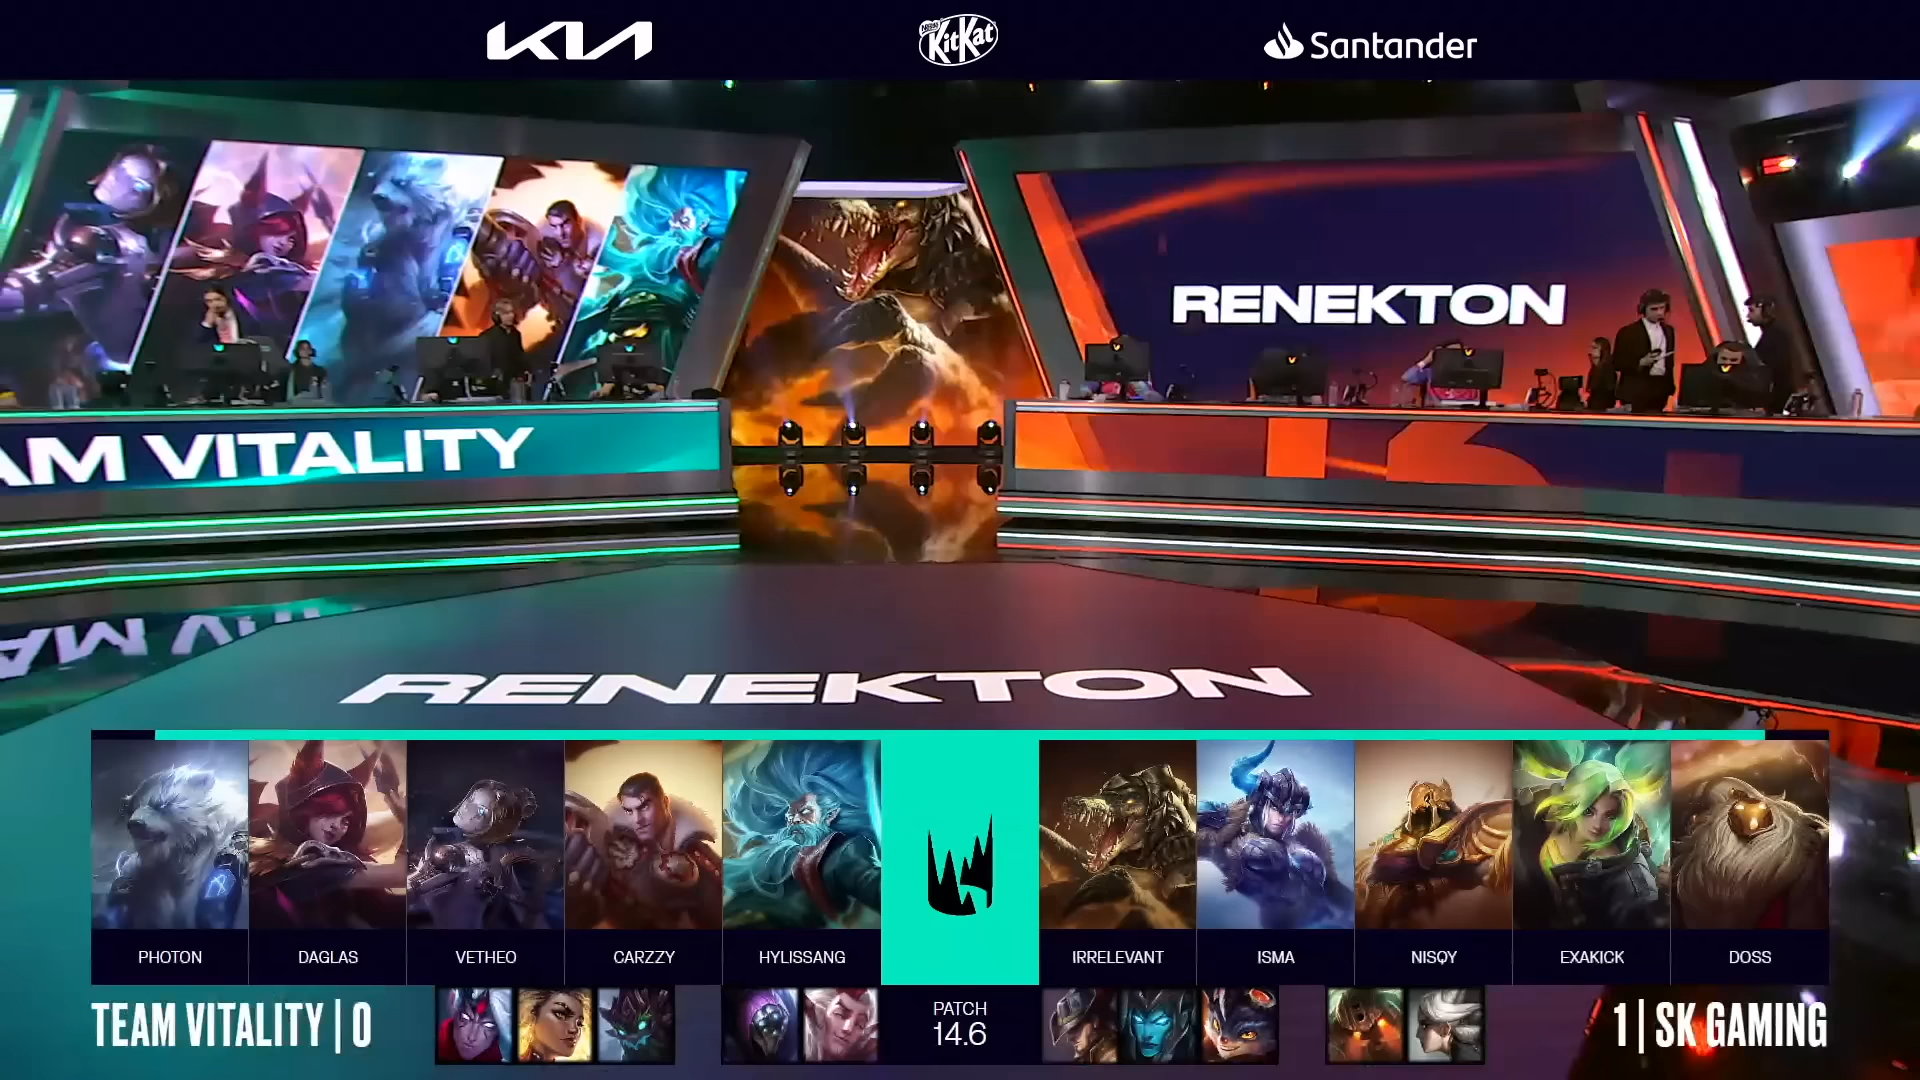 KIA
NESTLE
KitKat
Santander
RENEKTON
AM VITALITY
RENEKTON
PHOTON
DAGLAS
VETHEO
CARZZY
HYLISSANG
IRRELEVANT
ISMA
NISQY
EXAKICK
DOSS
TEAM VITALITY | 0
PATCH
14.6
1 | SK GAMING